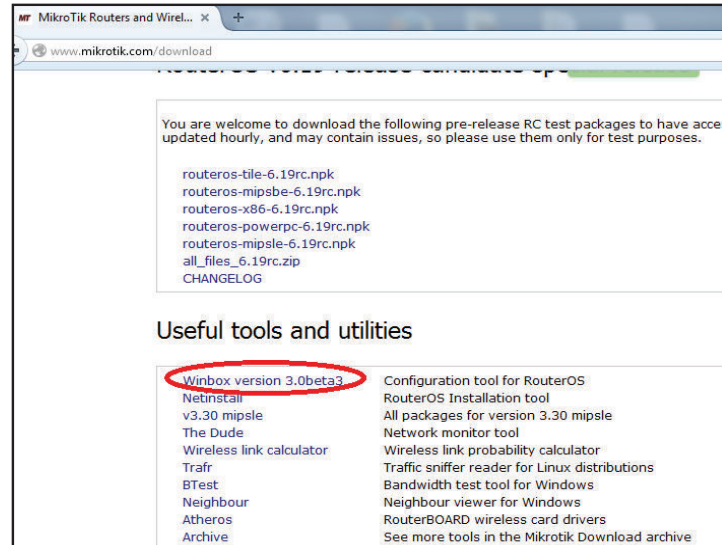 MikroTik Routers and Wirel...
www.mikrotik.com/download
You are welcome to download the following pre-release RC test packages to have acce
updated hourly, and may contain issues, so please use them only for test purposes.
routeros-tile-6.19rc.npk
routeros-mipsbe-6.19rc.npk
routeros-x86-6.19rc.npk
routeros-powerpc-6.19rc.npk
routeros-mipsle-6.19rc.npk
all_files_6.19rc.zip
CHANGELOG
Useful tools and utilities
Winbox version 3.0beta3 Configuration tool for RouterOS
Netinstall RouterOS Installation tool
v3.30 mipsle All packages for version 3.30 mipsle
The Dude Network monitor tool
Wireless link calculator Wireless link probability calculator
Trafr Traffic sniffer reader for Linux distributions
BTest Bandwidth test tool for Windows
Neighbour Neighbour viewer for Windows
Atheros RouterBOARD wireless card drivers
Archive See more tools in the Mikrotik Download archive